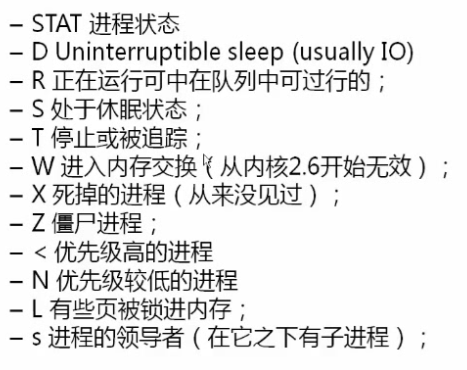 – STAT 进程状态
– D Uninterruptible sleep (usually IO)
– R 正在运行可中在队列中可过行的；
– S 处于休眠状态；
– T 停止或被追踪；
– W 进入内存交换（从内核2.6开始无效）；
– X 死掉的进程（从来没见过）；
– Z 僵尸进程；
– < 优先级高的进程
– N 优先级较低的进程
– L 有些页被锁进内存；
– s 进程的领导者（在它之下有子进程）；